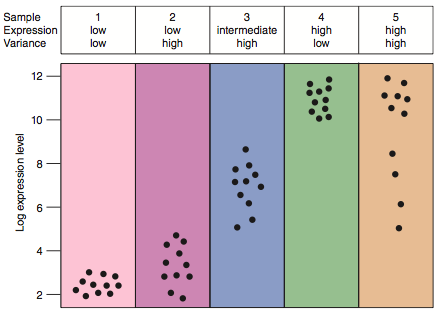 Sample 1 2 3 4 5
Expression low low intermediate high high
Variance low high high low high
12
10
8
6
4
2
Log expression level